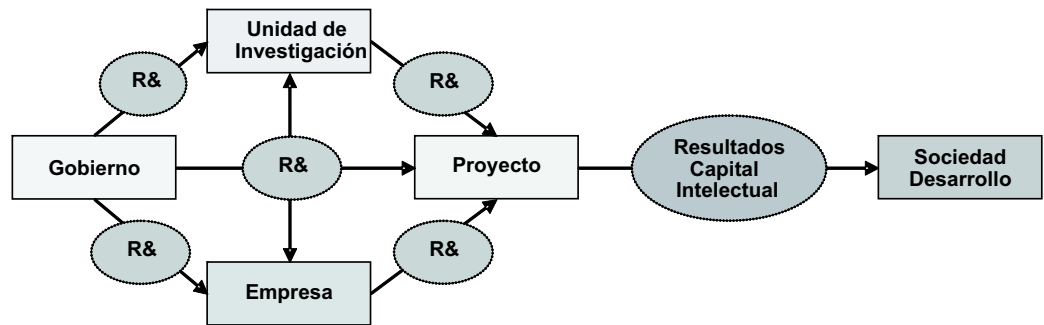 Unidad de
Investigación
R&
R&
Gobierno
R&
Proyecto
Resultados
Capital
Intelectual
Sociedad
Desarrollo
R&
R&
Empresa